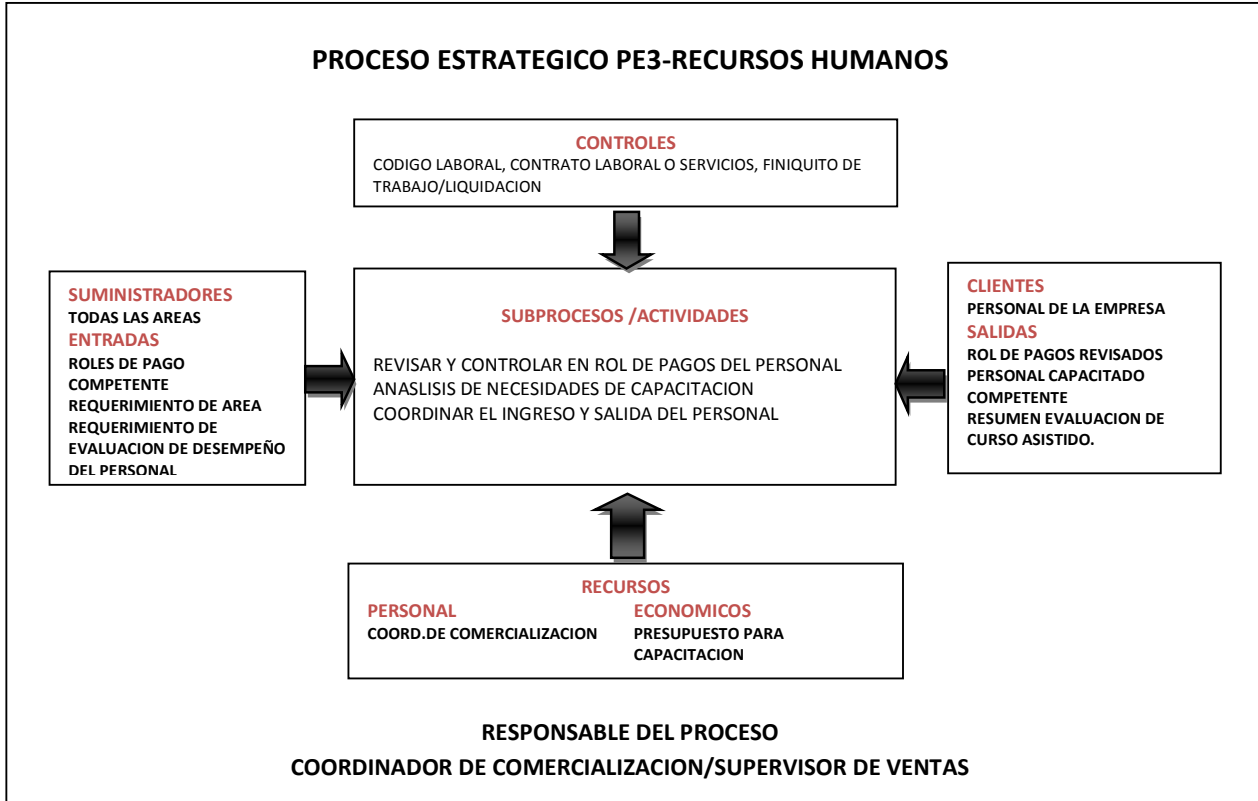 PROCESO ESTRATEGICO PE3-RECURSOS HUMANOS
CONTROLES
CODIGO LABORAL, CONTRATO LABORAL O SERVICIOS, FINIQUITO DE
TRABAJO/LIQUIDACION
SUMINISTRADORES
TODAS LAS AREAS
ENTRADAS
ROLES DE PAGO
COMPETENTE
REQUERIMIENTO DE AREA
REQUERIMIENTO DE
EVALUACION DE DESEMPEÑO
DEL PERSONAL
SUBPROCESOS /ACTIVIDADES
REVISAR Y CONTROLAR EN ROL DE PAGOS DEL PERSONAL
ANASLISIS DE NECESIDADES DE CAPACITACION
COORDINAR EL INGRESO Y SALIDA DEL PERSONAL
CLIENTES
PERSONAL DE LA EMPRESA
SALIDAS
ROL DE PAGOS REVISADOS
PERSONAL CAPACITADO
COMPETENTE
RESUMEN EVALUACION DE
CURSO ASISTIDO.
RECURSOS
PERSONAL
COORD.DE COMERCIALIZACION
ECONOMICOS
PRESUPUESTO PARA
CAPACITACION
RESPONSABLE DEL PROCESO
COORDINADOR DE COMERCIALIZACION/SUPERVISOR DE VENTAS